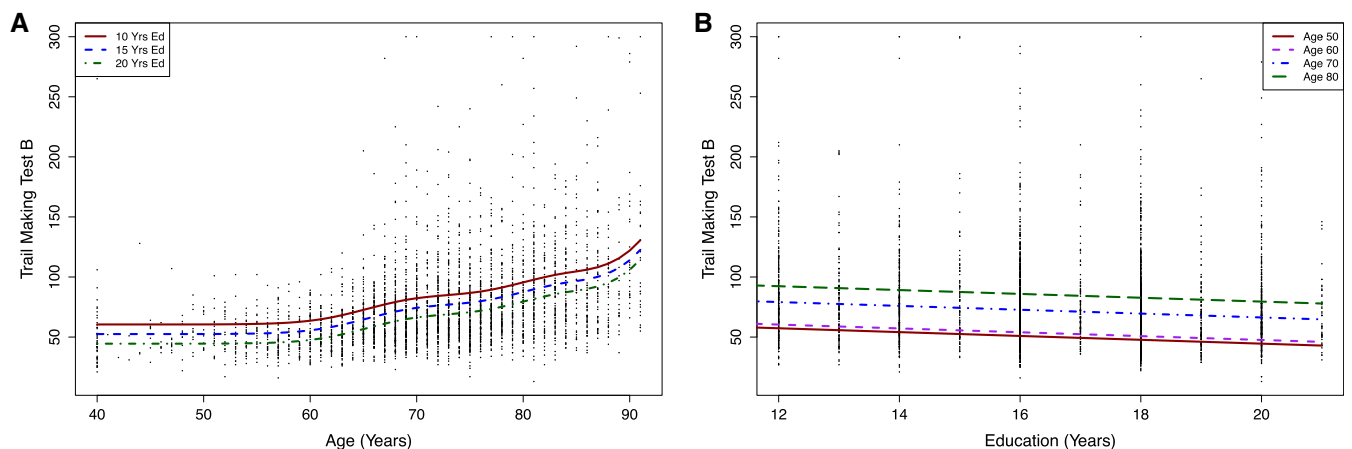 A
10 Yrs Ed
15 Yrs Ed
20 Yrs Ed
Trail Making Test B
300
250
200
150
100
50
40
50
60
70
80
90
Age (Years)
B
Age 50
Age 60
Age 70
Age 80
Trail Making Test B
300
250
200
150
100
50
12
14
16
18
20
Education (Years)